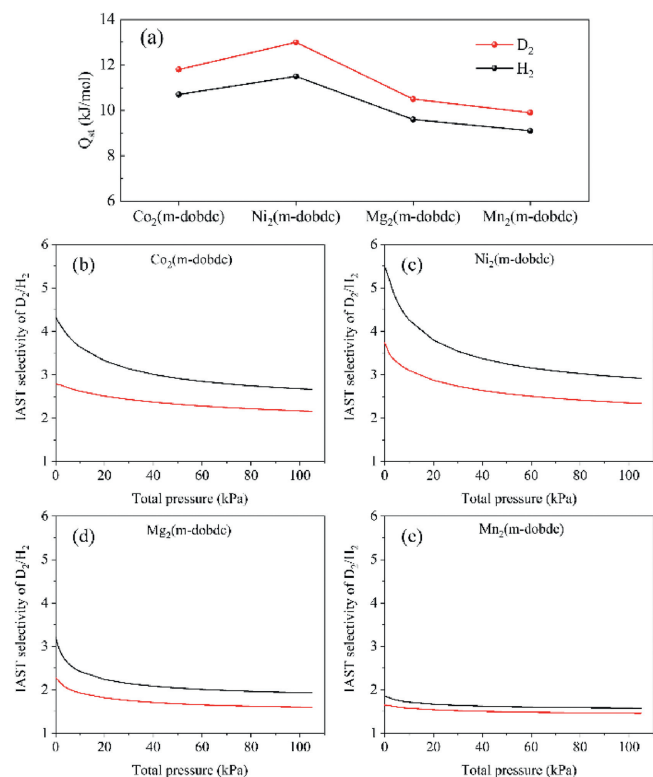 (a)
D₂
H₂
Qst (kJ/mol)
14
12
10
8
6
Co₂(m-dobdc) Ni₂(m-dobdc) Mg₂(m-dobdc) Mn₂(m-dobdc)
(b) Co₂(m-dobdc)
IAST selectivity of D₂/H₂
6
5
4
3
2
1
0 20 40 60 80 100
Total pressure (kPa)
(c) Ni₂(m-dobdc)
IAST selectivity of D₂/H₂
6
5
4
3
2
1
0 20 40 60 80 100
Total pressure (kPa)
(d) Mg₂(m-dobdc)
IAST selectivity of D₂/H₂
6
5
4
3
2
1
0 20 40 60 80 100
Total pressure (kPa)
(e) Mn₂(m-dobdc)
IAST selectivity of D₂/H₂
6
5
4
3
2
1
0 20 40 60 80 100
Total pressure (kPa)